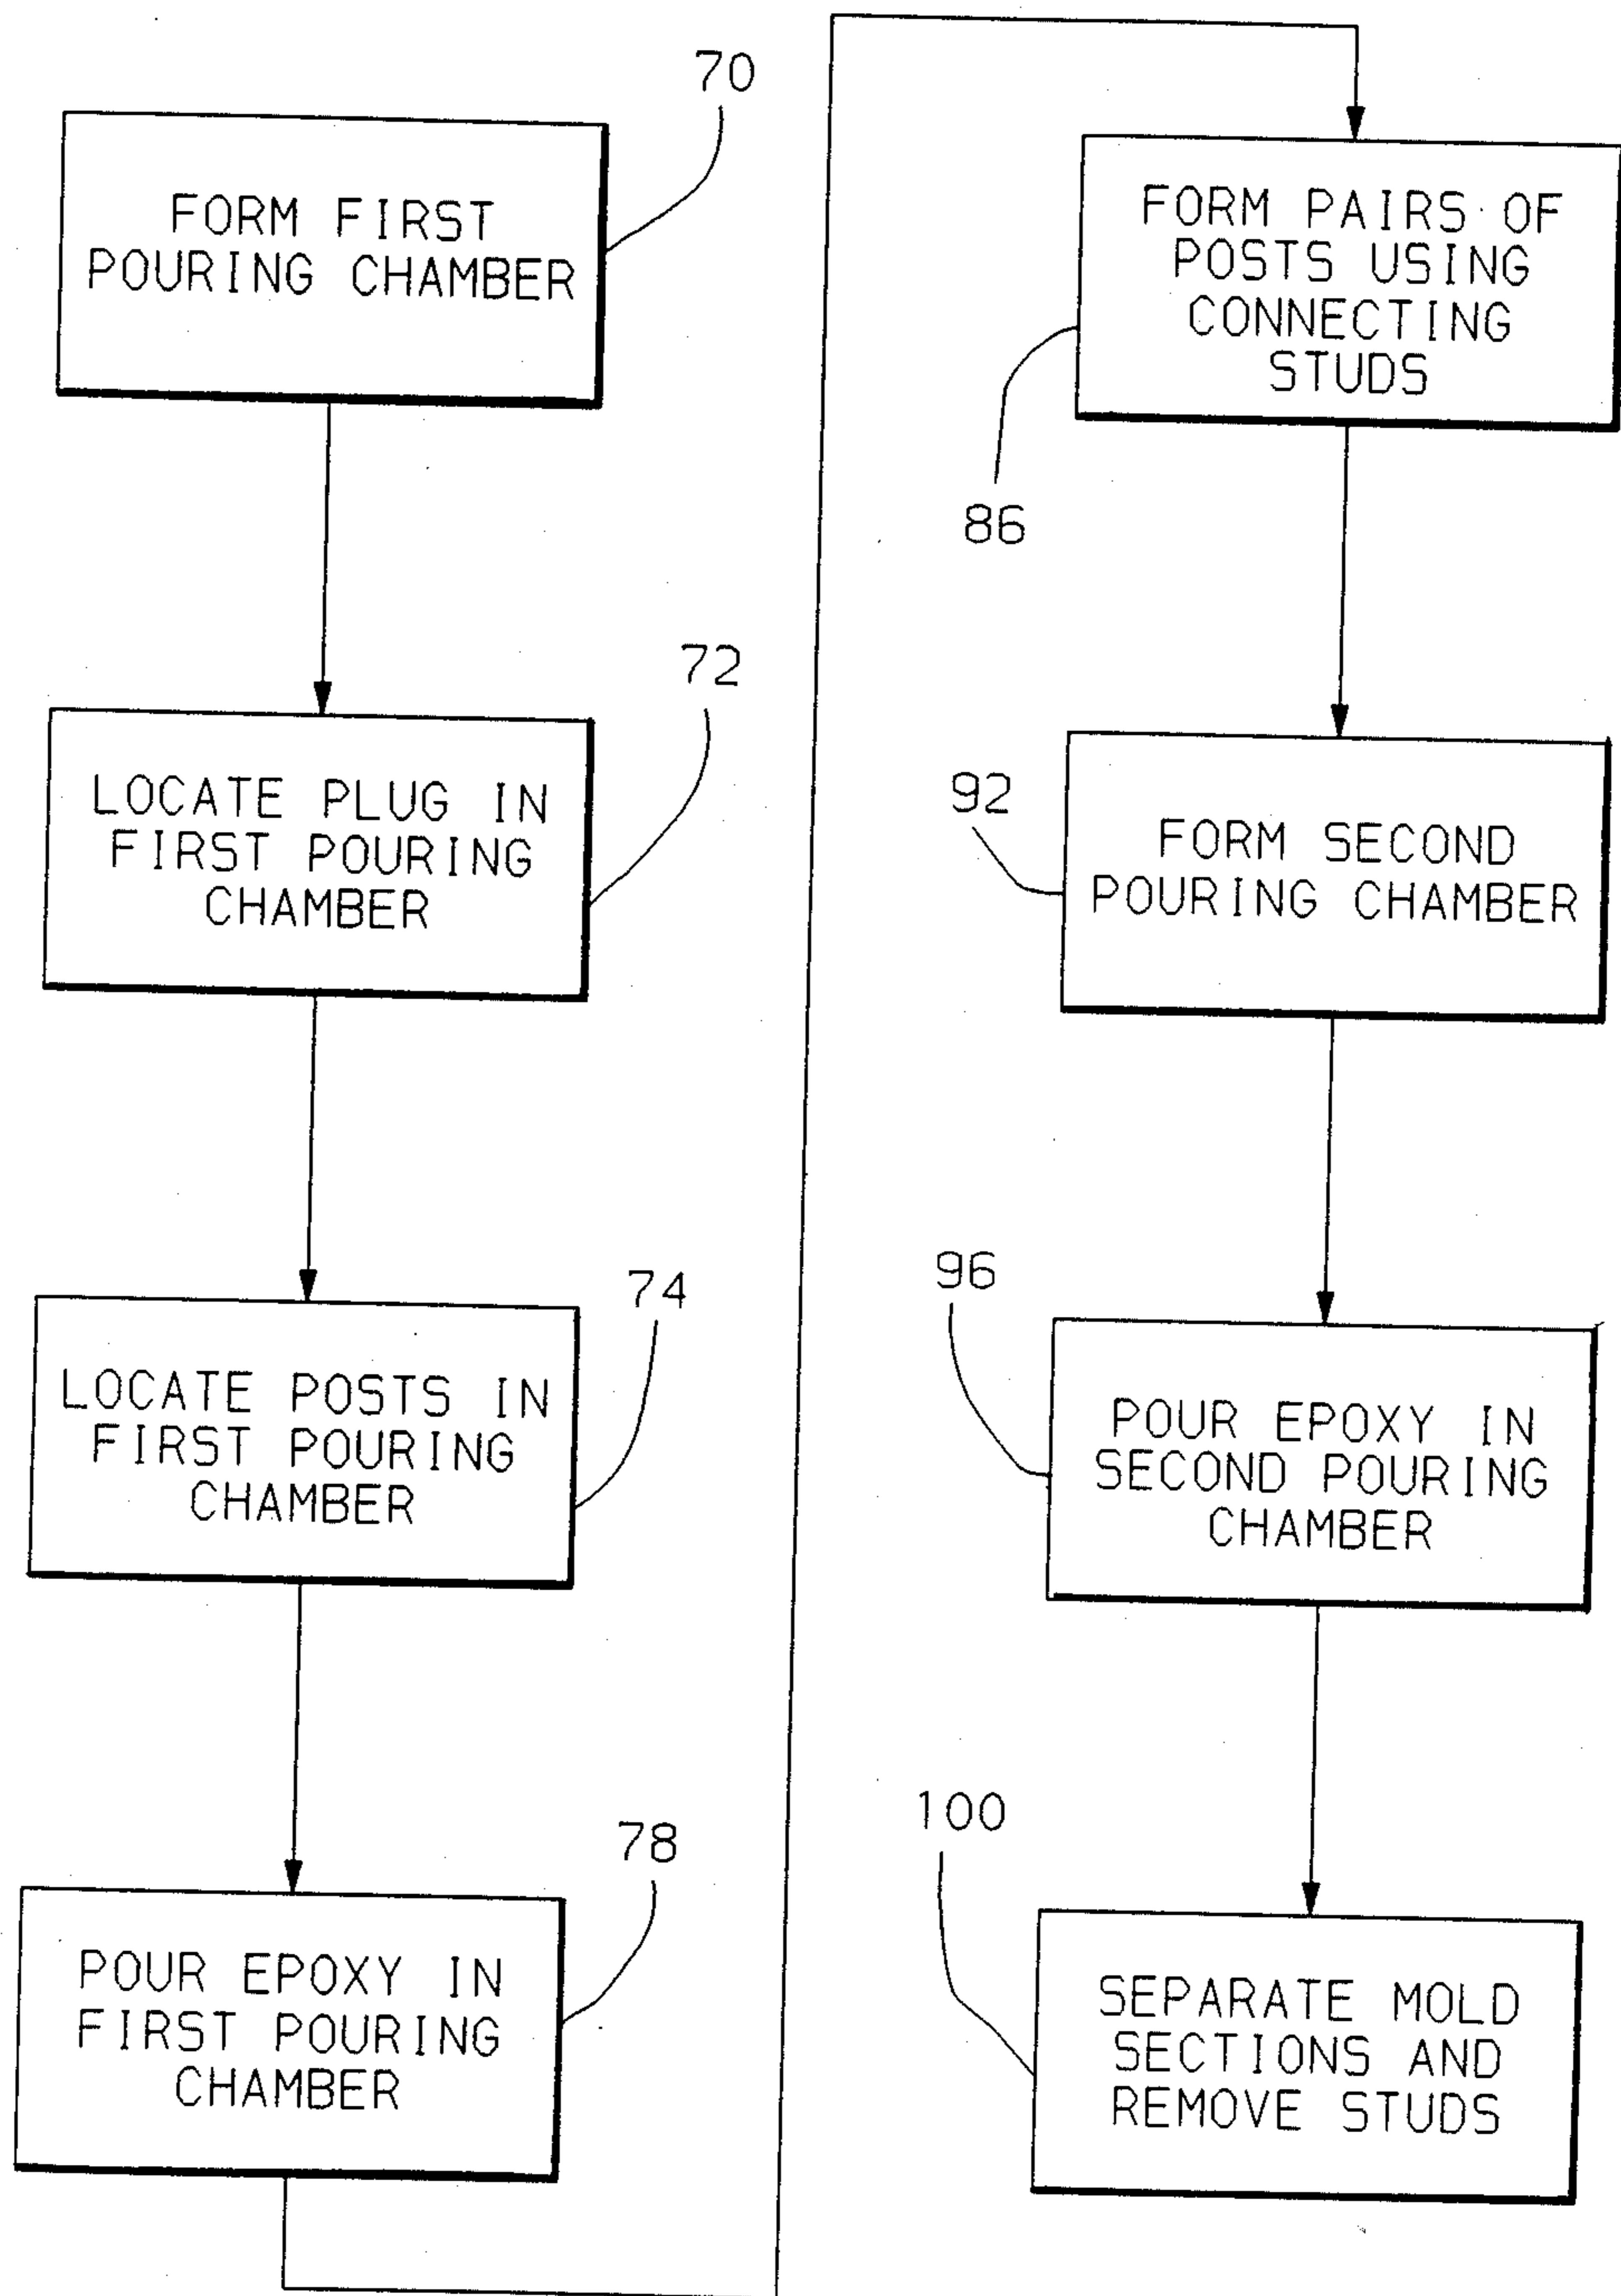 70
FORM FIRST
POURING CHAMBER
72
LOCATE PLUG IN
FIRST POURING
CHAMBER
74
LOCATE POSTS IN
FIRST POURING
CHAMBER
78
POUR EPOXY IN
FIRST POURING
CHAMBER
FORM PAIRS OF
POSTS USING
CONNECTING
STUDS
86
92
FORM SECOND
POURING CHAMBER
96
POUR EPOXY IN
SECOND POURING
CHAMBER
100
SEPARATE MOLD
SECTIONS AND
REMOVE STUDS